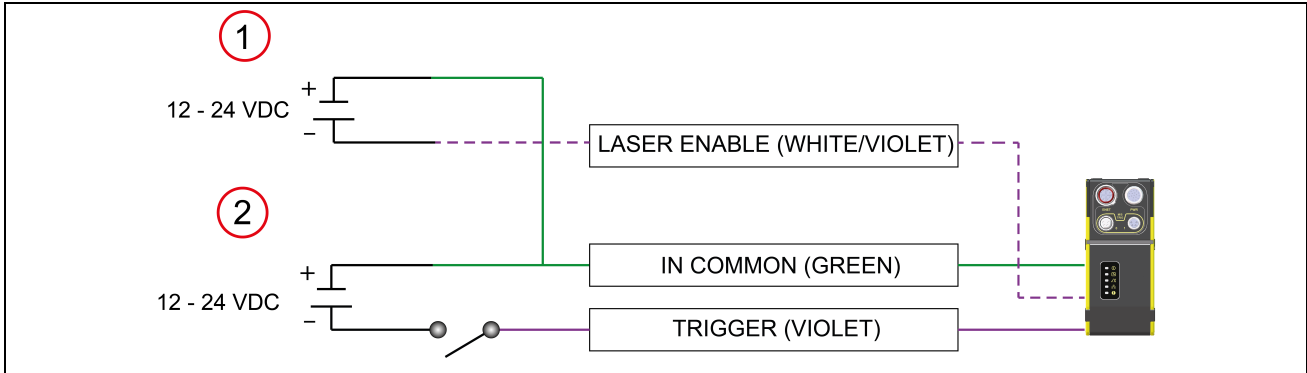 1
+
12 - 24 VDC
–
LASER ENABLE (WHITE/VIOLET)
2
+
12 - 24 VDC
–
IN COMMON (GREEN)
TRIGGER (VIOLET)